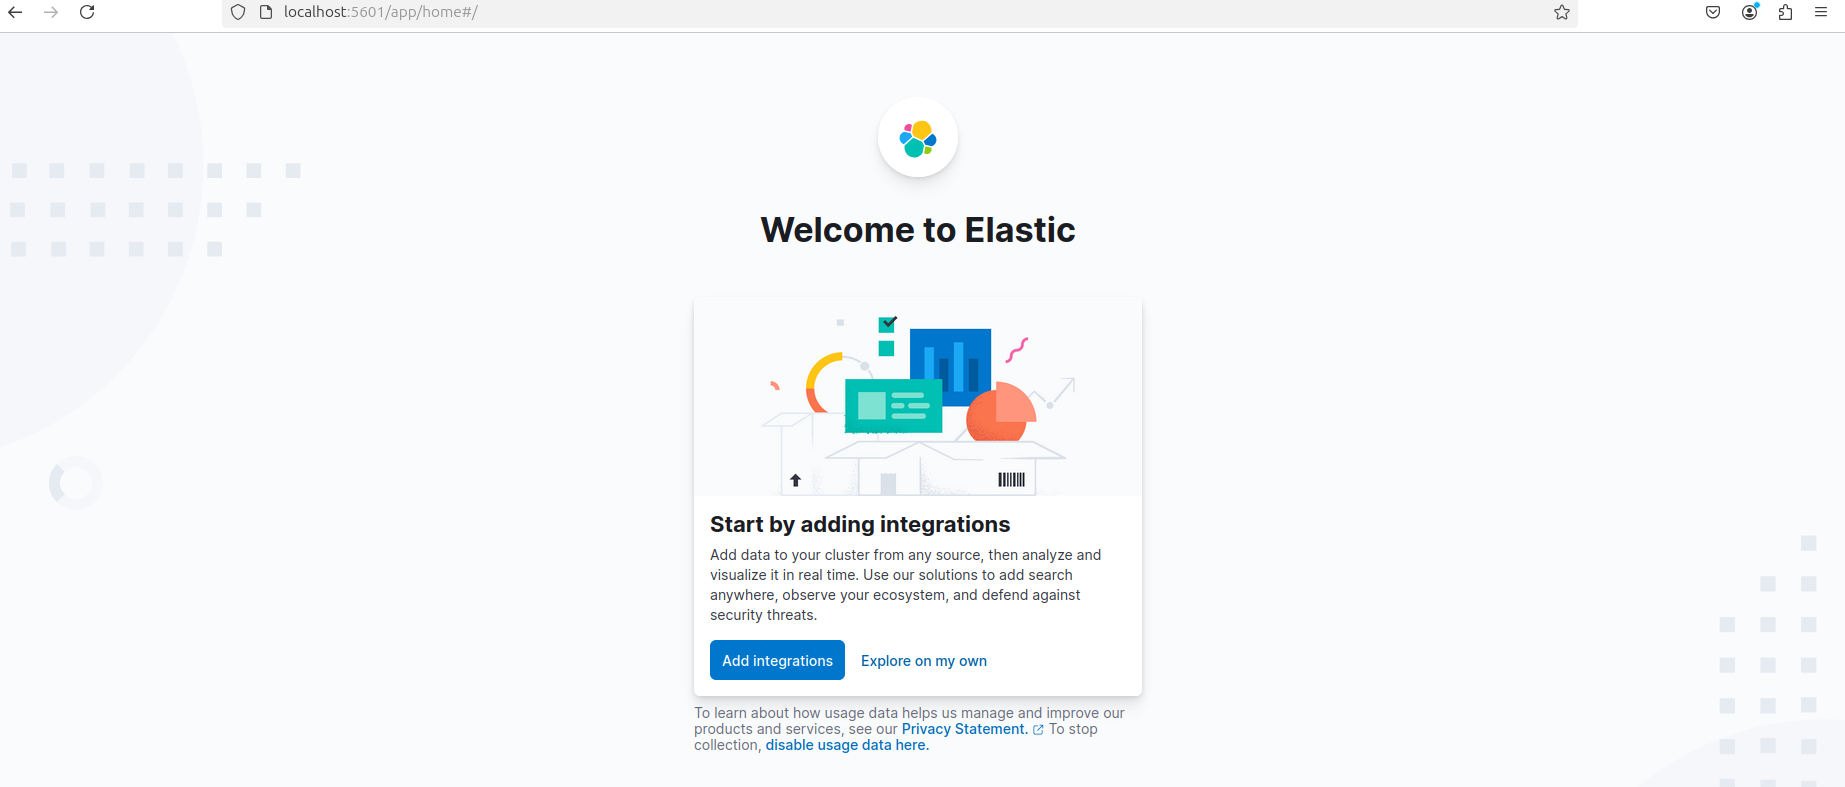 localhost:5601/app/home#/
Welcome to Elastic
Start by adding integrations
Add data to your cluster from any source, then analyze and
visualize it in real time. Use our solutions to add search
anywhere, observe your ecosystem, and defend against
security threats.
Add integrations Explore on my own
To learn about how usage data helps us manage and improve our
products and services, see our Privacy Statement. To stop
collection, disable usage data here.